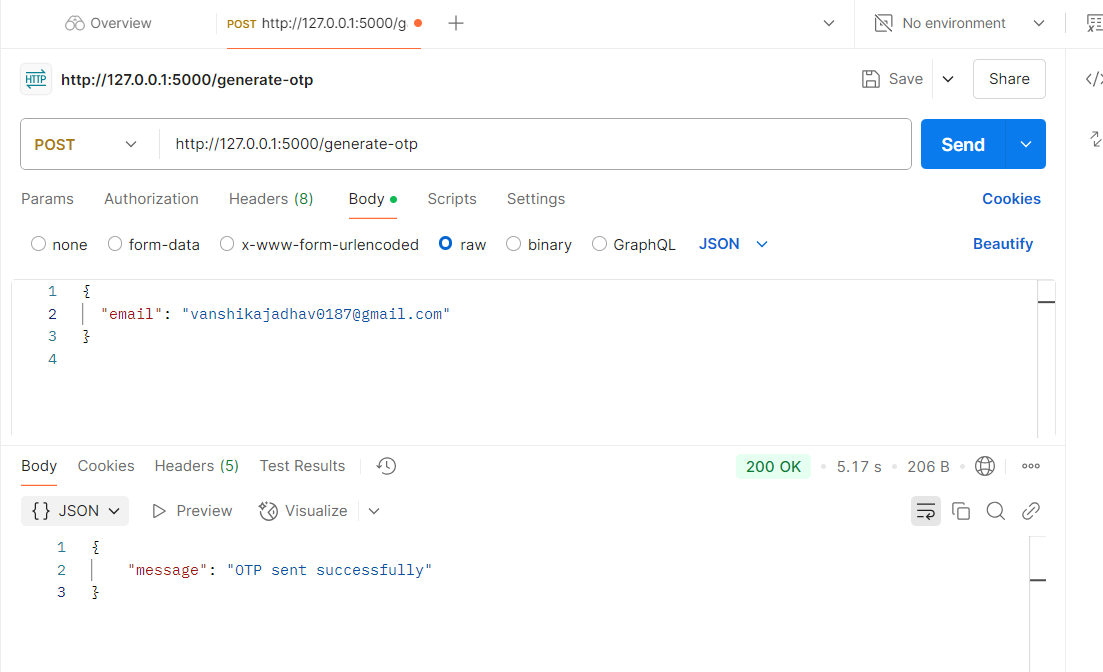 Overview POST http://127.0.0.1:5000/g No environment
HTTP http://127.0.0.1:5000/generate-otp Save Share
POST http://127.0.0.1:5000/generate-otp Send
Params Authorization Headers (8) Body Scripts Settings Cookies
none form-data x-www-form-urlencoded raw binary GraphQL JSON Beautify
1 {
2 "email": "vanshikajadhav0187@gmail.com"
3 }
4
Body Cookies Headers (5) Test Results 200 OK 5.17 s 206 B
{} JSON Preview Visualize
1 {
2 "message": "OTP sent successfully"
3 }